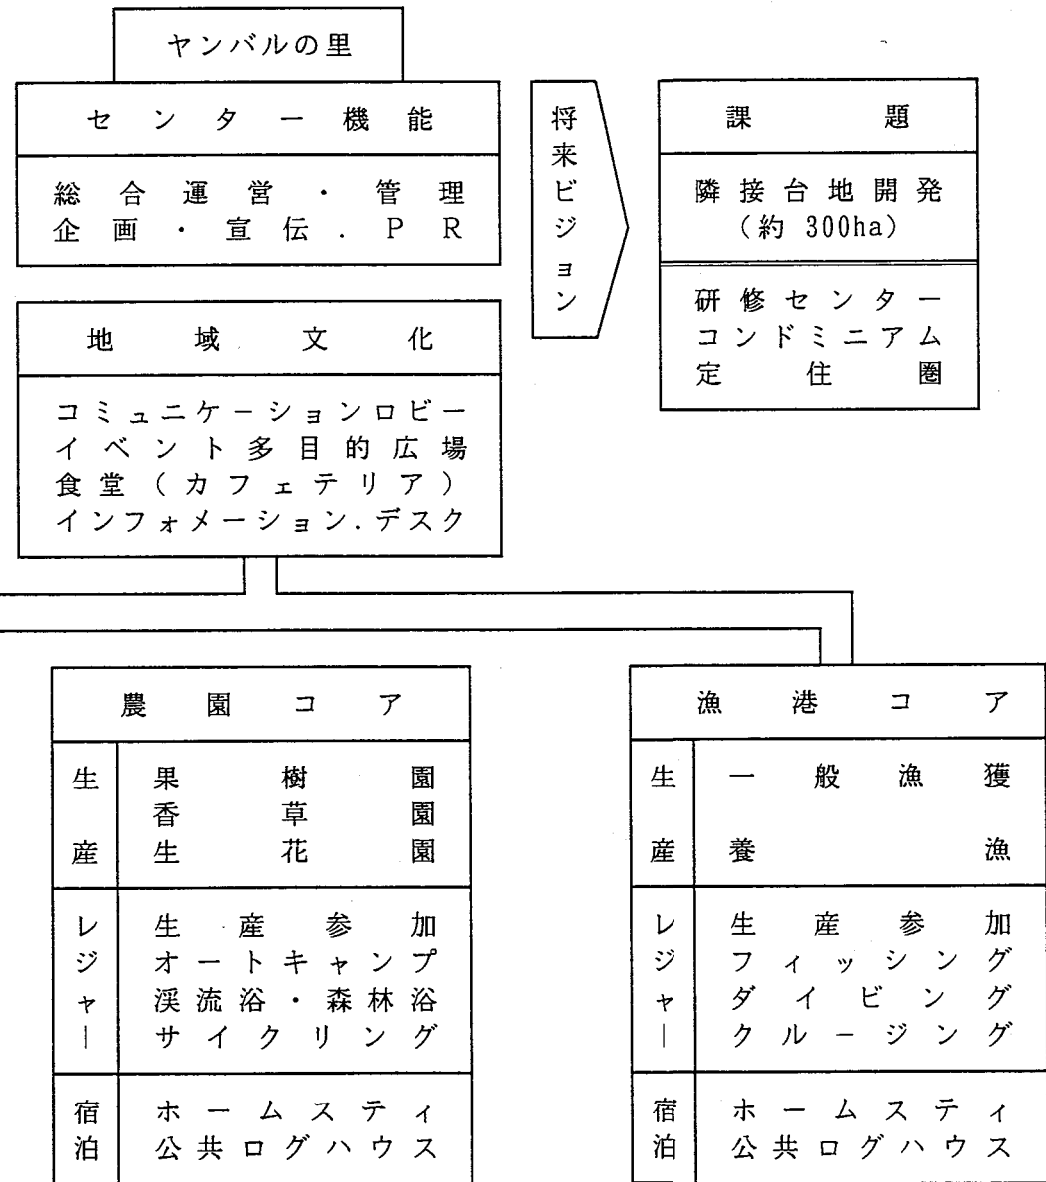 ヤンバルの里
センター機能
総合運営・管理
企画・宣伝.PR
地域文化
コミュニケーションロビー
イベント多目的広場
食堂(カフェテリア)
インフォメーション.デスク
将来ビジョン
課題
隣接台地開発
(約 300ha)
研修センター
コンドミニアム
定住圏
農園コア
生産
果樹園
香草園
生花園
レジャー
生産参加
オートキャンプ
渓流浴・森林浴
サイクリング
宿泊
ホームスティ
公共ログハウス
漁港コア
生産
一般漁獲
養漁
レジャー
生産参加
フィッシング
ダイビング
クルージング
宿泊
ホームスティ
公共ログハウス